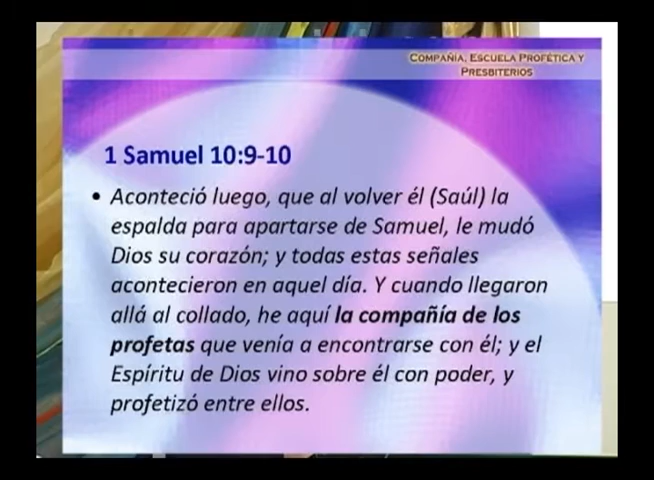 COMPAÑIA, ESCUELA PROFÉTICA Y
PRESBITERIOS
1 Samuel 10:9-10
• Aconteció luego, que al volver él (Saúl) la
espalda para apartarse de Samuel, le mudó
Dios su corazón; y todas estas señales
acontecieron en aquel día. Y cuando llegaron
allá al collado, he aquí la compañía de los
profetas que venía a encontrarse con él; y el
Espíritu de Dios vino sobre él con poder, y
profetizó entre ellos.